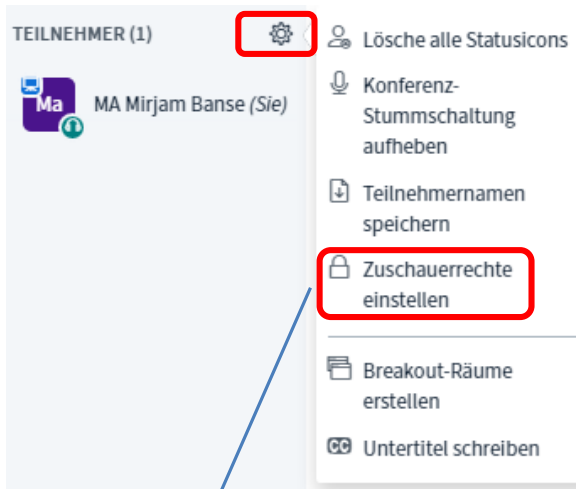 TEILNEHMER (1)
Ma
MA Mirjam Banse (Sie)
Lösche alle Statusicons
Konferenz-
Stummschaltung
aufheben
Teilnehmernamen
speichern
Zuschauerrechte
einstellen
Breakout-Räume
erstellen
CC Untertitel schreiben